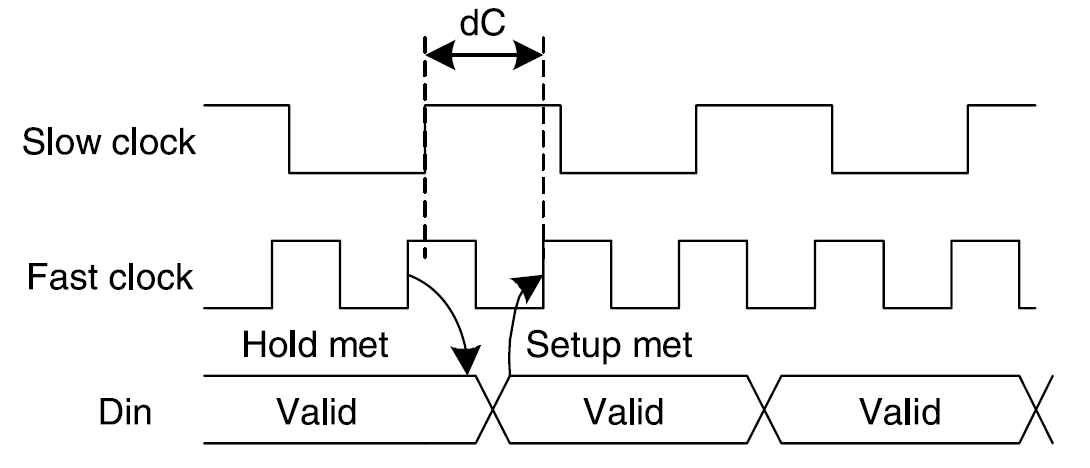 dC
Slow clock
Fast clock
Hold met
Setup met
Din
Valid
Valid
Valid